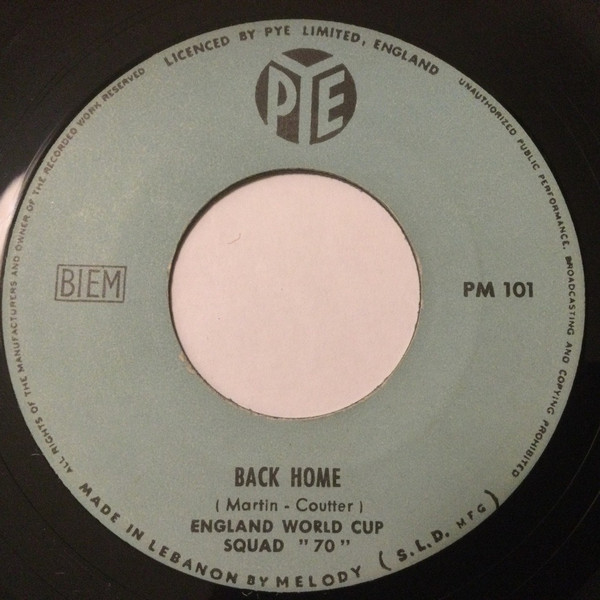 LICENCED BY PYE LIMITED, ENGLAND
UNAUTHORIZED PUBLIC PERFORMANCE, BROADCASTING AND COPYING PROHIBITED
ALL RIGHTS OF THE MANUFACTURERS AND OWNER OF THE RECORDED WORK RESERVED
PYE
BIEM
PM 101
BACK HOME
( Martin - Coutter )
ENGLAND WORLD CUP
SQUAD "70"
MADE IN LEBANON BY MELODY ( S.L.D. MFG )